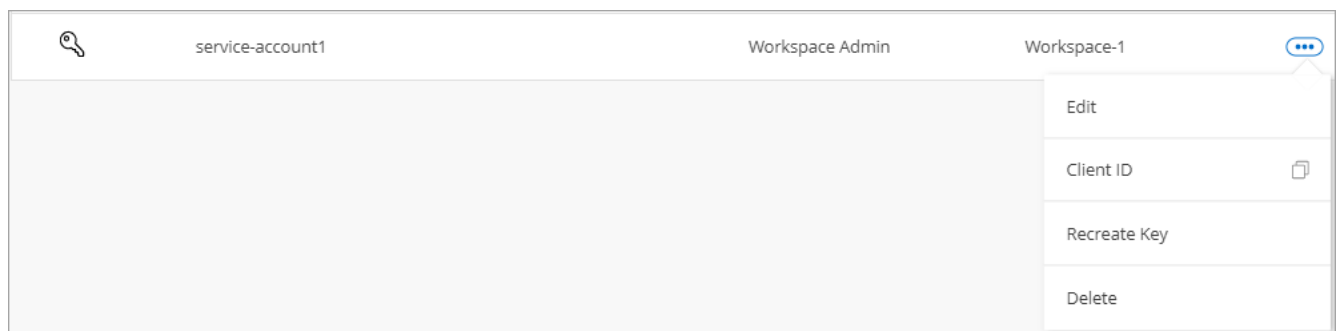 service-account1 Workspace Admin Workspace-1
Edit
Client ID
Recreate Key
Delete